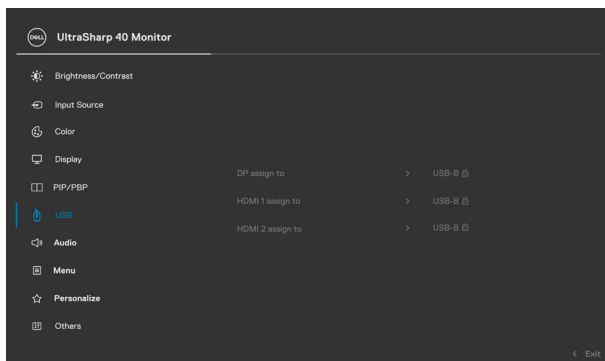 DELL UltraSharp 40 Monitor
Brightness/Contrast
Input Source
Color
Display
DP assign to > USB-B
PIP/PBP
HDMI 1 assign to > USB-B
USB
HDMI 2 assign to > USB-B
Audio
Menu
Personalize
Others
< Exit